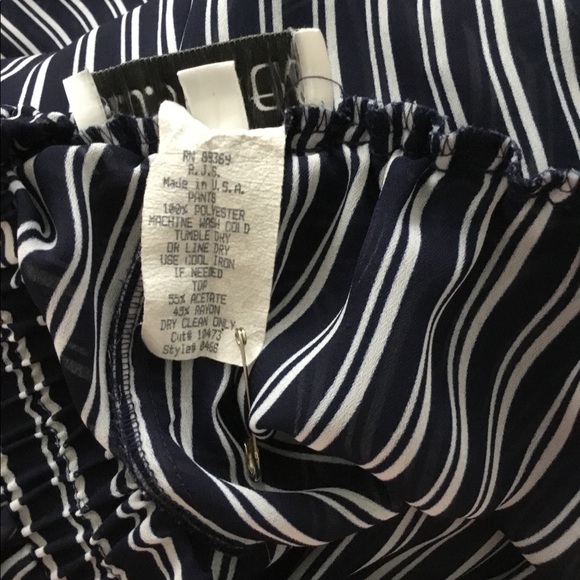 RN 89369
R.J.S.
Made in U.S.A.
PANTS
100% POLYESTER
MACHINE WASH COLD
TUMBLE DRY
OR LINE DRY
USE COOL IRON
IF NEEDED
TOP
55% ACETATE
45% RAYON
DRY CLEAN ONLY
Cut# 10473
Style# 0466